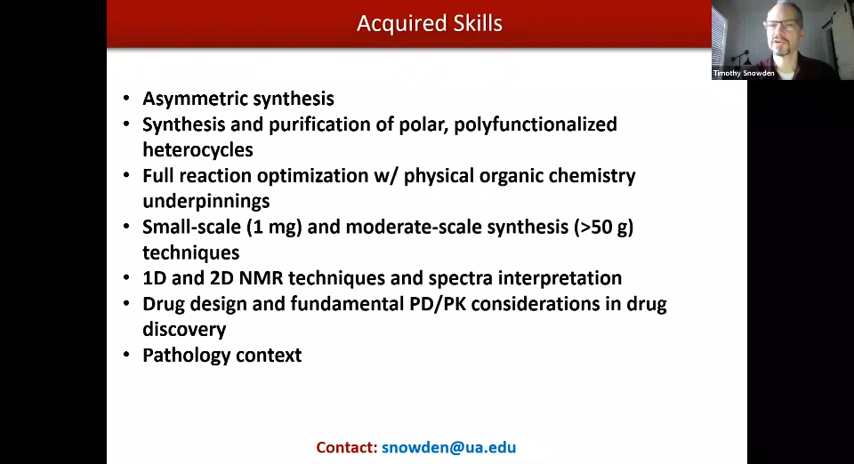 Acquired Skills
Timothy Snowden
• Asymmetric synthesis
• Synthesis and purification of polar, polyfunctionalized
heterocycles
• Full reaction optimization w/ physical organic chemistry
underpinnings
• Small-scale (1 mg) and moderate-scale synthesis (>50 g)
techniques
• 1D and 2D NMR techniques and spectra interpretation
• Drug design and fundamental PD/PK considerations in drug
discovery
• Pathology context
Contact: snowden@ua.edu